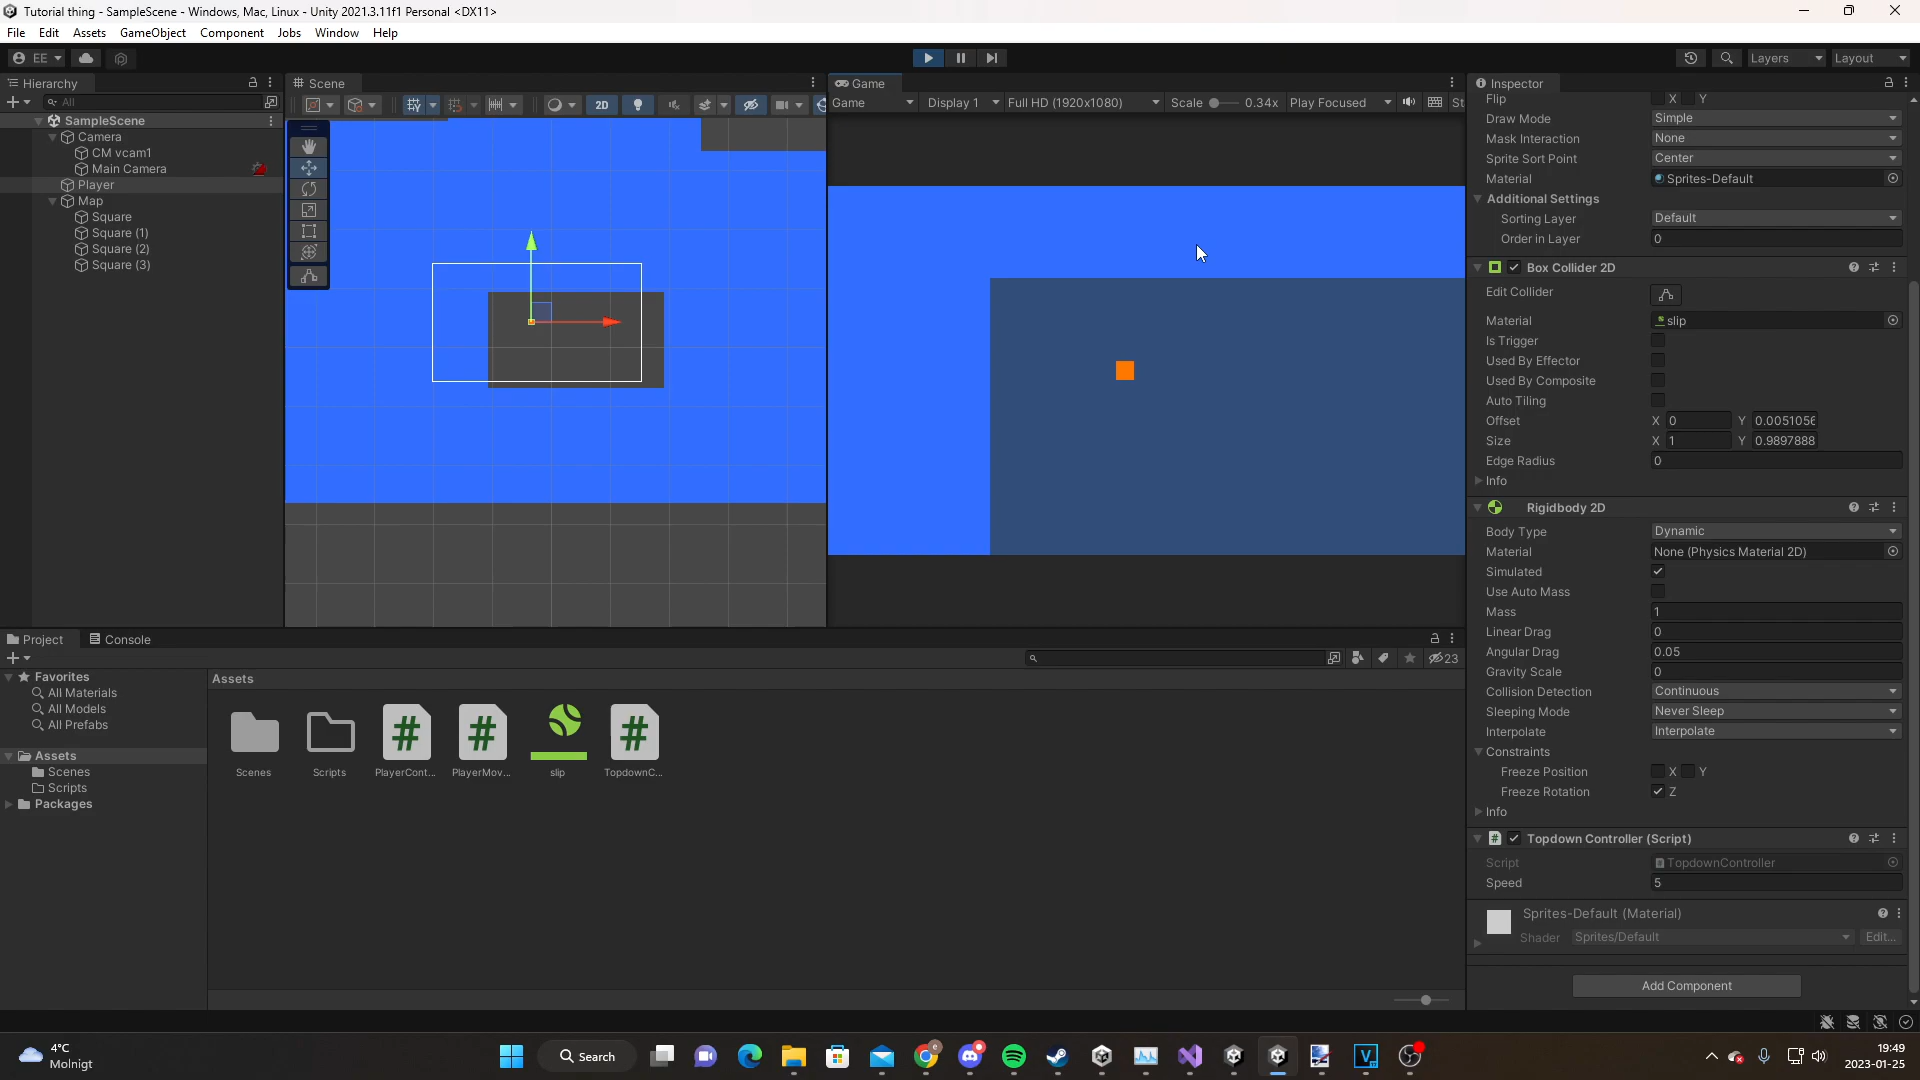 Tutorial thing - SampleScene - Windows, Mac, Linux - Unity 2021.3.11f1 Personal <DX11>
File Edit Assets GameObject Component Jobs Window Help
EE Layers Layout
Hierarchy
All
SampleScene
Camera
CM vcam1
Main Camera
Player
Map
Square
Square (1)
Square (2)
Square (3)
Scene
2D
Game
Game Display 1 Full HD (1920x1080) Scale 0.34x Play Focused St
Inspector
Flip X Y
Draw Mode Simple
Mask Interaction None
Sprite Sort Point Center
Material Sprites-Default
Additional Settings
Sorting Layer Default
Order in Layer 0
Box Collider 2D
Edit Collider
Material slip
Is Trigger
Used By Effector
Used By Composite
Auto Tiling
Offset X 0 Y 0.0051056
Size X 1 Y 0.9897888
Edge Radius 0
Info
Rigidbody 2D
Body Type Dynamic
Material None (Physics Material 2D)
Simulated
Use Auto Mass
Mass 1
Linear Drag 0
Angular Drag 0.05
Gravity Scale 0
Collision Detection Continuous
Sleeping Mode Never Sleep
Interpolate Interpolate
Constraints
Freeze Position X Y
Freeze Rotation Z
Info
Topdown Controller (Script)
Script TopdownController
Speed 5
Sprites-Default (Material)
Shader Sprites/Default Edit...
Add Component
Project Console
23
Favorites
All Materials
All Models
All Prefabs
Assets
Scenes
Scripts
Packages
Assets
Scenes Scripts PlayerCont... PlayerMov... slip TopdownC...
4°C
Molnigt
Search
19:49
2023-01-25